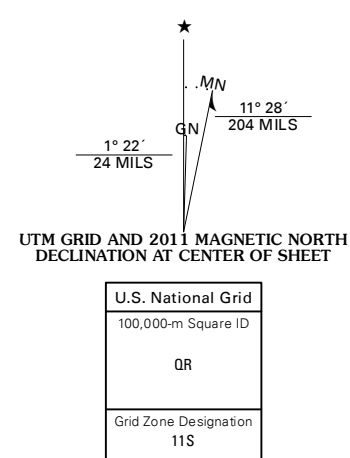 ★
MN
11° 28´
204 MILS
GN
1° 22´
24 MILS
UTM GRID AND 2011 MAGNETIC NORTH
DECLINATION AT CENTER OF SHEET
U.S. National Grid
100,000-m Square ID
QR
Grid Zone Designation
11S